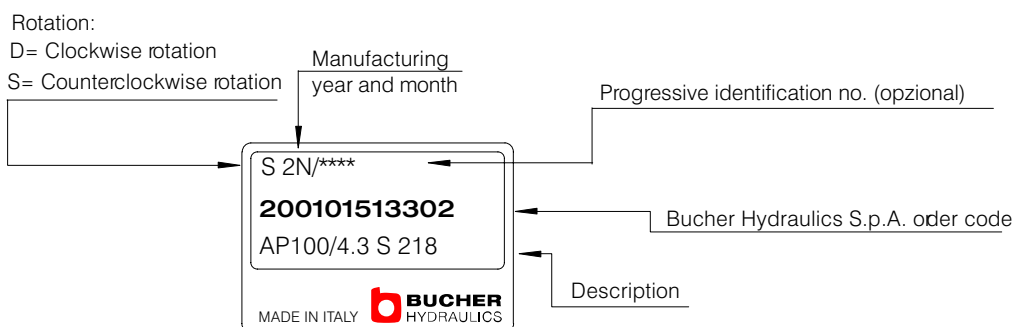 Rotation:
D= Clockwise rotation
S= Counterclockwise rotation
Manufacturing
year and month
Progressive identification no. (opzional)
S 2N/****
200101513302
Bucher Hydraulics S.p.A. order code
AP100/4.3 S 218
Description
MADE IN ITALY
BUCHER
HYDRAULICS